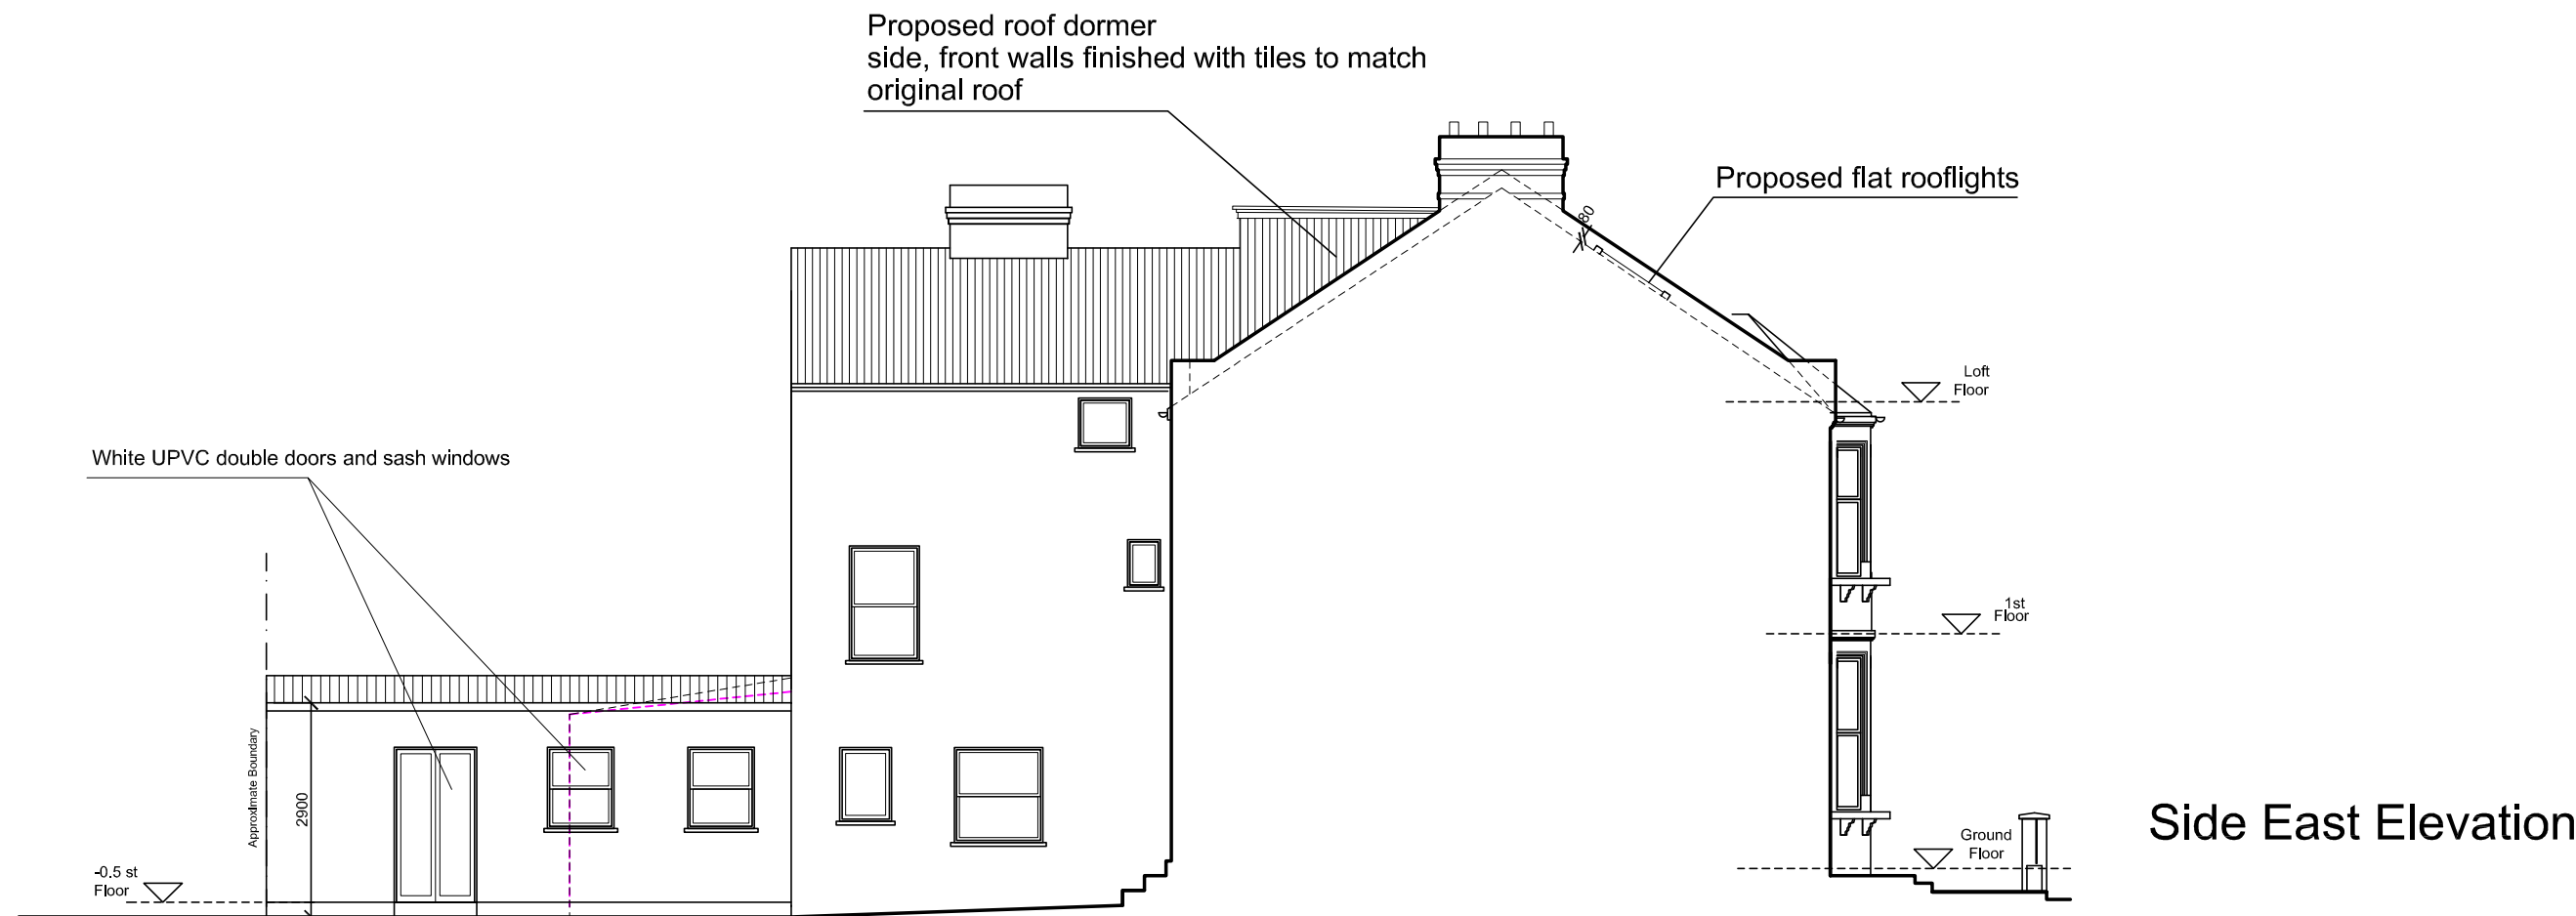 Proposed roof dormer
side, front walls finished with tiles to match
original roof
Proposed flat rooflights
80
Loft
Floor
White UPVC double doors and sash windows
1st
Floor
Approximate Boundary
2900
Side East Elevation
Ground
Floor
-0.5 st
Floor